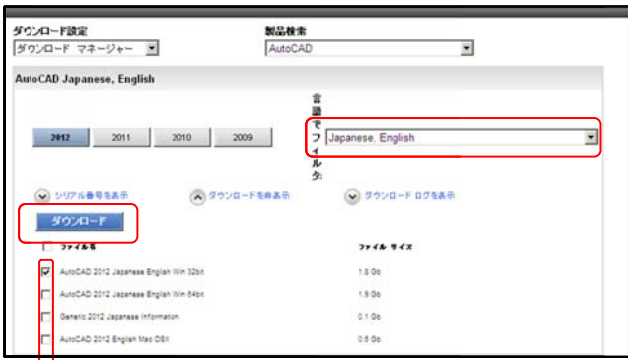 ダウンロード設定
製品検索
ダウンロード マネージャー
AutoCAD
AutoCAD Japanese, English
言語でフィルタ:
2012
2011
2010
2009
Japanese, English
シリアル番号を表示
ダウンロードを非表示
ダウンロード ログを表示
ダウンロード
ファイル名
ファイル サイズ
AutoCAD 2012 Japanese English Win 32bit
1.8 Gb
AutoCAD 2012 Japanese English Win 64bit
1.9 Gb
Generic 2012 Japanese Information
0.1 Gb
AutoCAD 2012 English Mac OSX
0.8 Gb